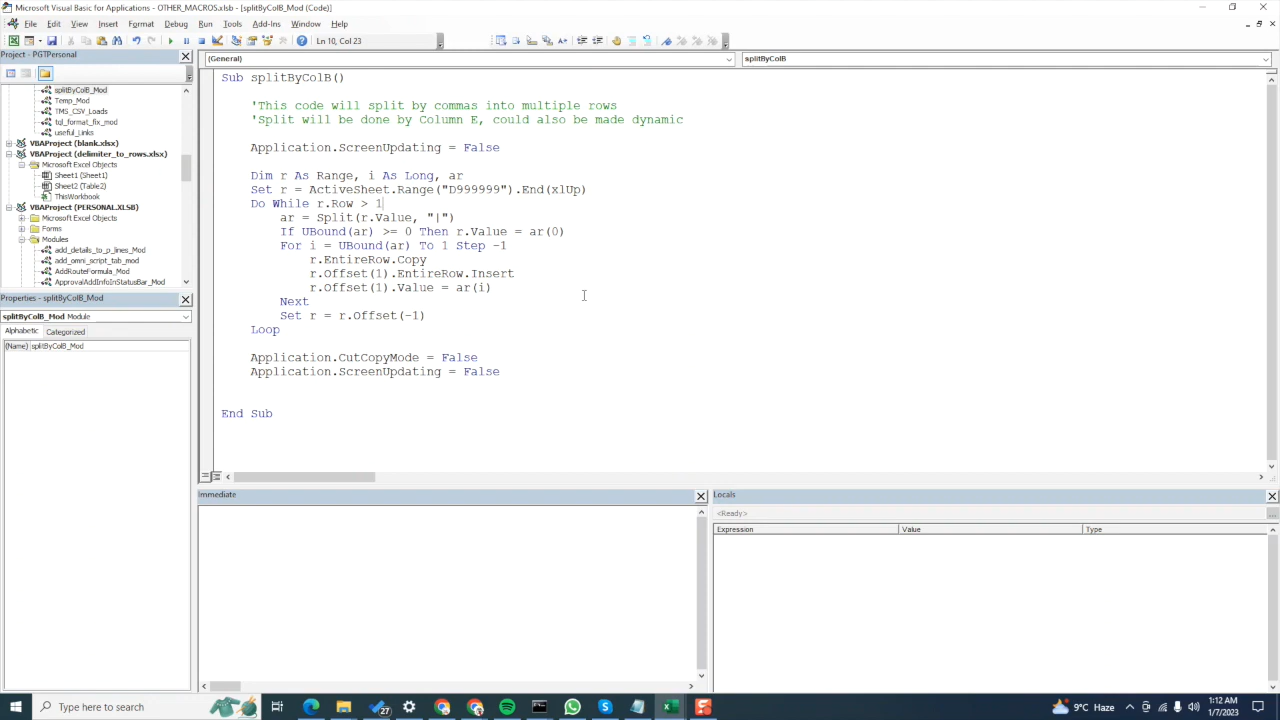 Microsoft Visual Basic for Applications - OTHER_MACROS.xlsb - [splitByColB_Mod (Code)]
File Edit View Insert Format Debug Run Tools Add-Ins Window Help
Ln 10, Col 23
Project - PGTPersonal
(General)
splitByColB
splitByColB_Mod
Temp_Mod
TMS_CSV_Loads
tql_format_fix_mod
useful_Links
VBAProject (blank.xlsx)
VBAProject (delimiter_to_rows.xlsx)
Microsoft Excel Objects
Sheet1 (Sheet1)
Sheet2 (Table2)
ThisWorkbook
VBAProject (PERSONAL.XLSB)
Microsoft Excel Objects
Forms
Modules
add_details_to_p_lines_Mod
add_omni_script_tab_mod
AddRouteFormula_Mod
ApprovalAddInfoInStatusBar_Mod
Properties - splitByColB_Mod
splitByColB_Mod Module
Alphabetic Categorized
(Name) splitByColB_Mod
Sub splitByColB()
'This code will split by commas into multiple rows
'Split will be done by Column E, could also be made dynamic
Application.ScreenUpdating = False
Dim r As Range, i As Long, ar
Set r = ActiveSheet.Range("D999999").End(xlUp)
Do While r.Row > 1
ar = Split(r.Value, "|")
If UBound(ar) >= 0 Then r.Value = ar(0)
For i = UBound(ar) To 1 Step -1
r.EntireRow.Copy
r.Offset(1).EntireRow.Insert
r.Offset(1).Value = ar(i)
Next
Set r = r.Offset(-1)
Loop
Application.CutCopyMode = False
Application.ScreenUpdating = False
End Sub
Immediate
Locals
<Ready>
Expression Value Type
Type here to search
27
9°C Haze
1:12 AM
1/7/2023